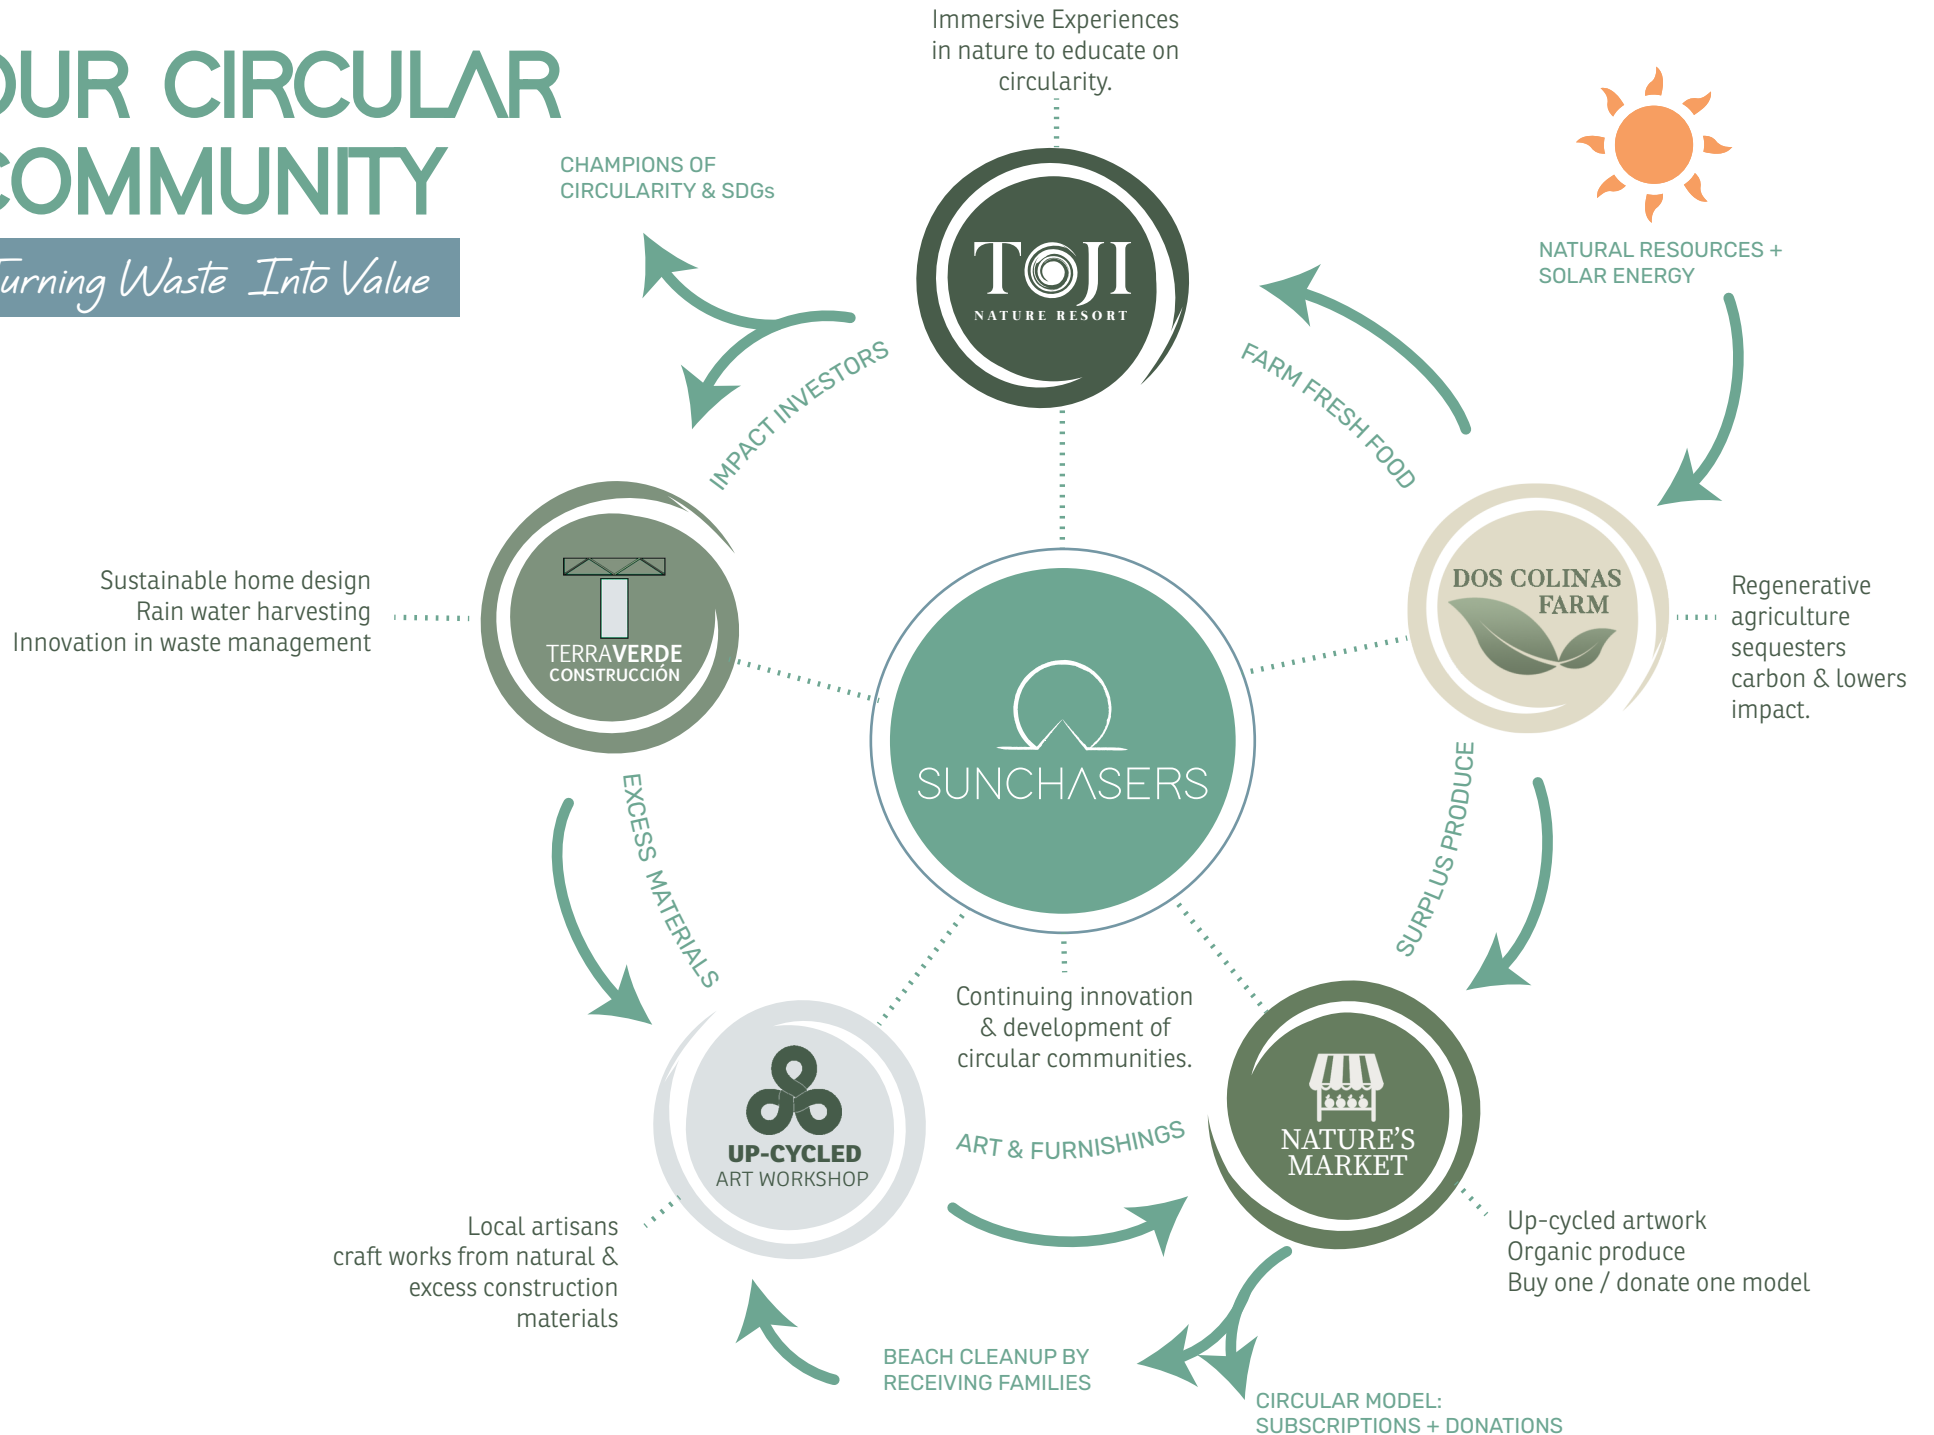 OUR CIRCULAR
COMMUNITY
Turning Waste Into Value
Immersive Experiences
in nature to educate on
circularity.
CHAMPIONS OF
CIRCULARITY & SDGs
TOJI
NATURE RESORT
NATURAL RESOURCES +
SOLAR ENERGY
IMPACT INVESTORS
FARM FRESH FOOD
Sustainable home design
Rain water harvesting
Innovation in waste management
TERRAVERDE
CONSTRUCCIÓN
DOS COLINAS
FARM
Regenerative
agriculture
sequesters
carbon & lowers
impact.
SUNCHASERS
EXCESS MATERIALS
SURPLUS PRODUCE
Continuing innovation
& development of
circular communities.
UP-CYCLED
ART WORKSHOP
ART & FURNISHINGS
NATURE'S
MARKET
Local artisans
craft works from natural &
excess construction
materials
Up-cycled artwork
Organic produce
Buy one / donate one model
BEACH CLEANUP BY
RECEIVING FAMILIES
CIRCULAR MODEL:
SUBSCRIPTIONS + DONATIONS